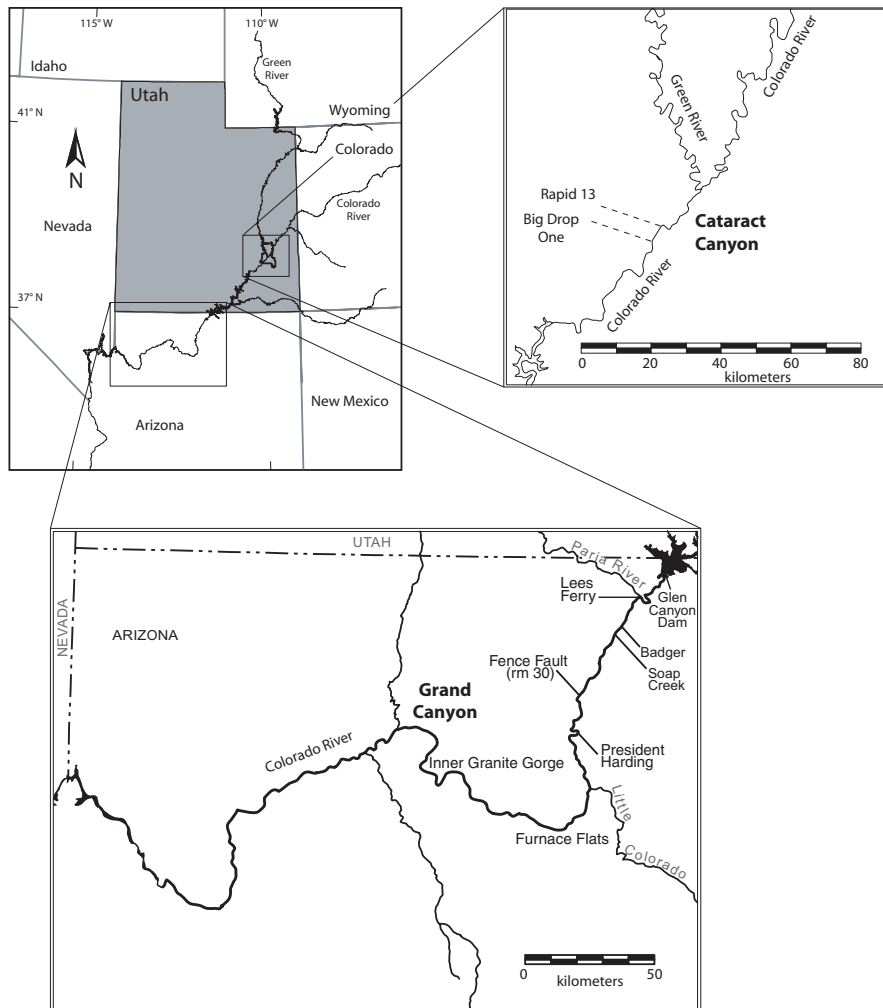 115°W
110°W
Idaho
Green
River
Utah
Wyoming
41° N
Colorado
N
Colorado
River
Nevada
37° N
New Mexico
Arizona
Colorado River
Green River
Rapid 13
Big Drop
One
Cataract
Canyon
Colorado River
0 20 40 60 80
kilometers
UTAH
Paria River
Lees
Ferry
Glen
Canyon
Dam
NEVADA
ARIZONA
Badger
Soap
Creek
Fence Fault
(rm 30)
Grand
Canyon
Colorado River
President
Harding
Inner Granite Gorge
Little
Colorado
Furnace Flats
0 50
kilometers